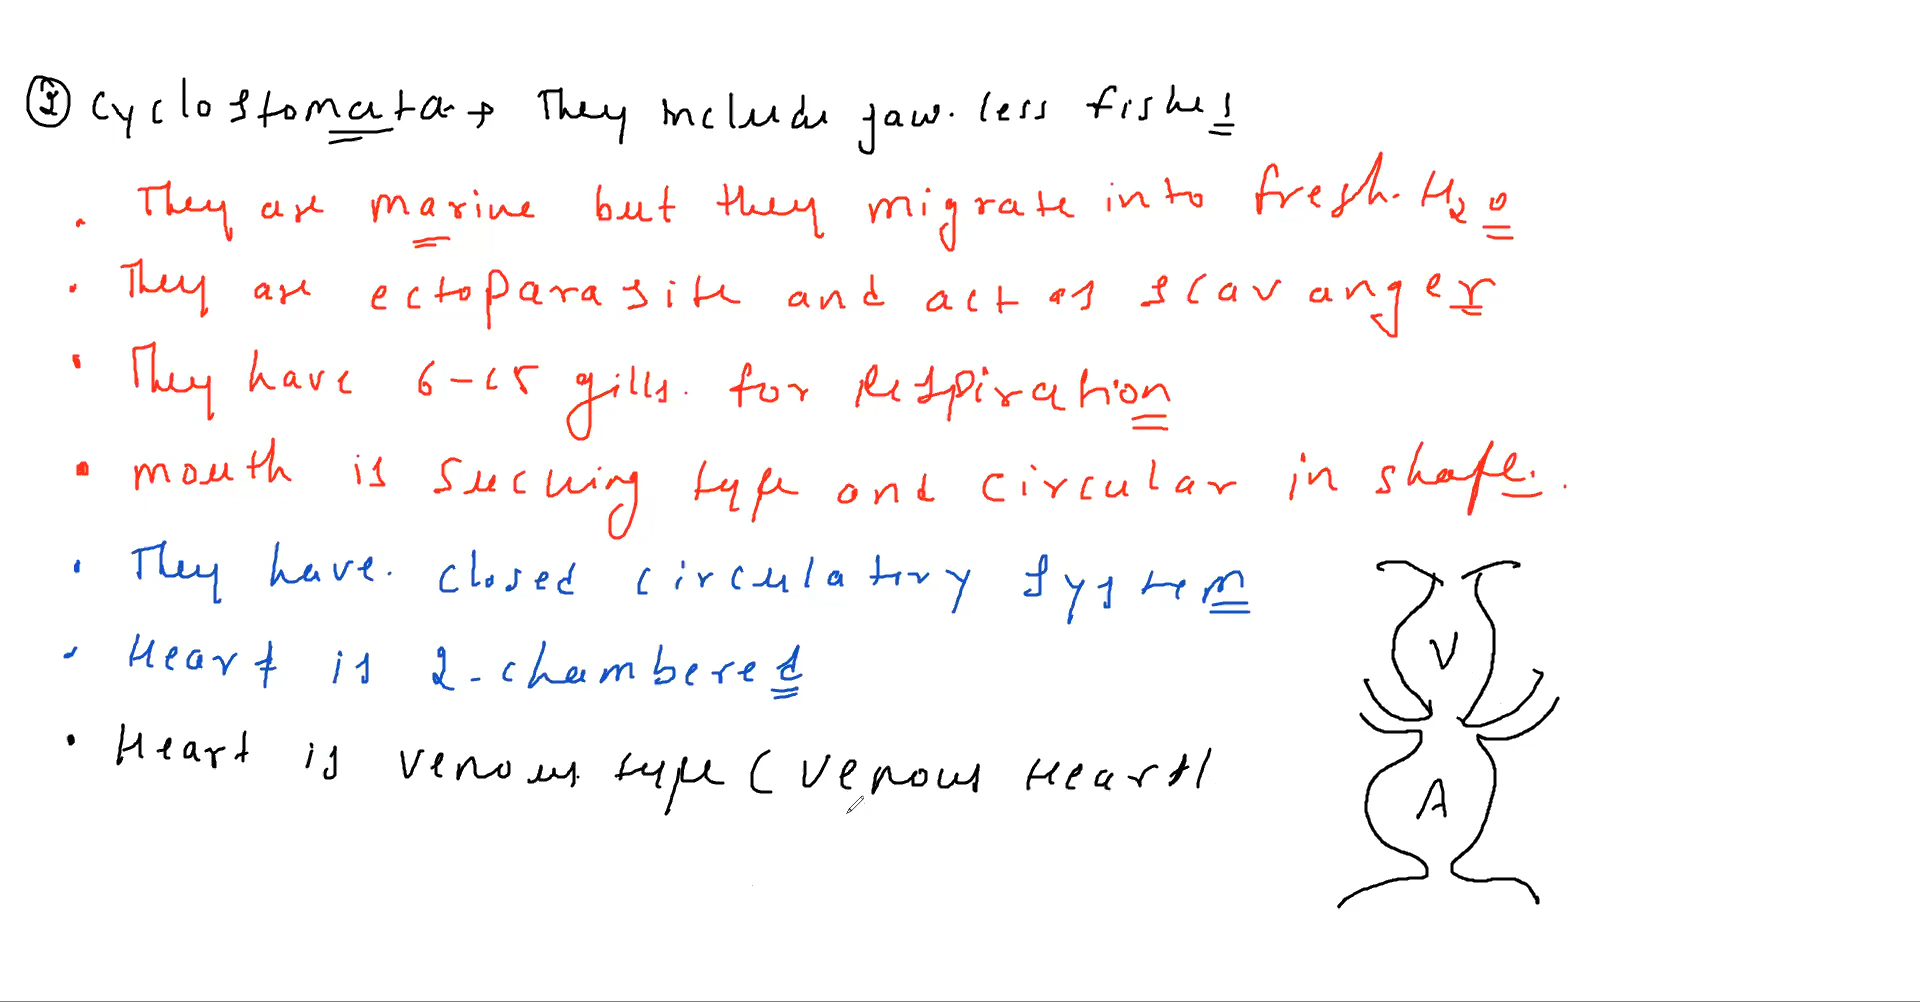 ① Cyclostomata → They include jaw-less fishes
• They are marine but they migrate into fresh-H₂O
• They are ectoparasite and act as scavanger
• They have 6-15 gills. for Respiration
• mouth is sucking type and circular in shape.
• They have closed circulatory system
• Heart is 2-chambered
• Heart is venous type (venous Heart)
V
A